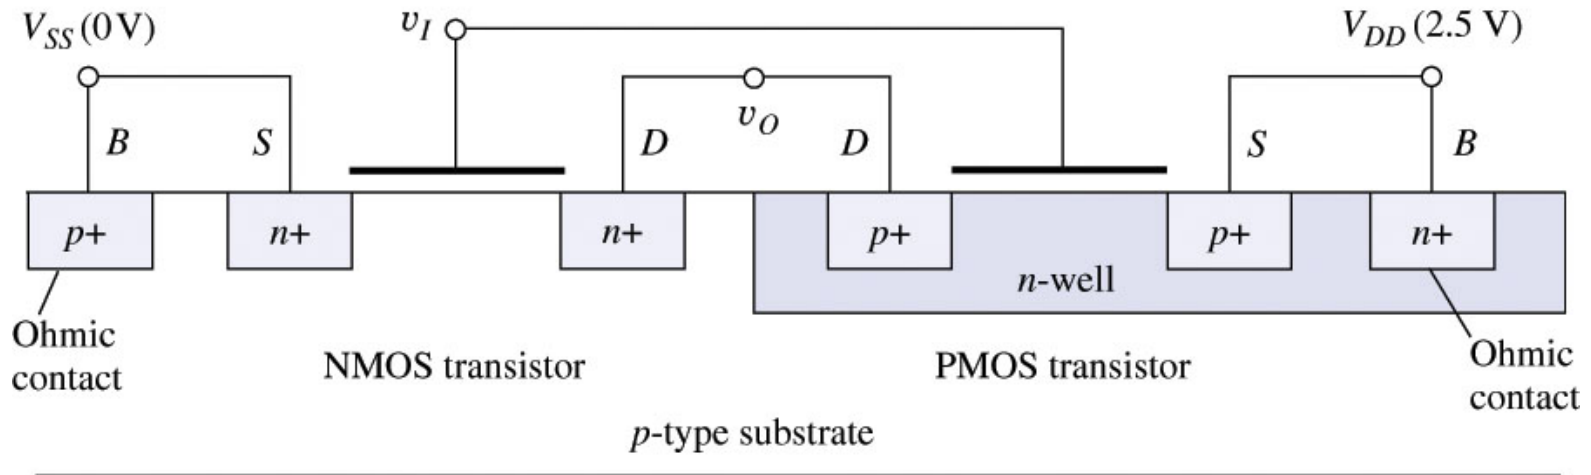 V_SS (0 V)
v_I
V_DD (2.5 V)
v_O
B
S
D
D
S
B
p+
n+
n+
p+
p+
n+
n-well
Ohmic
contact
NMOS transistor
PMOS transistor
Ohmic
contact
p-type substrate